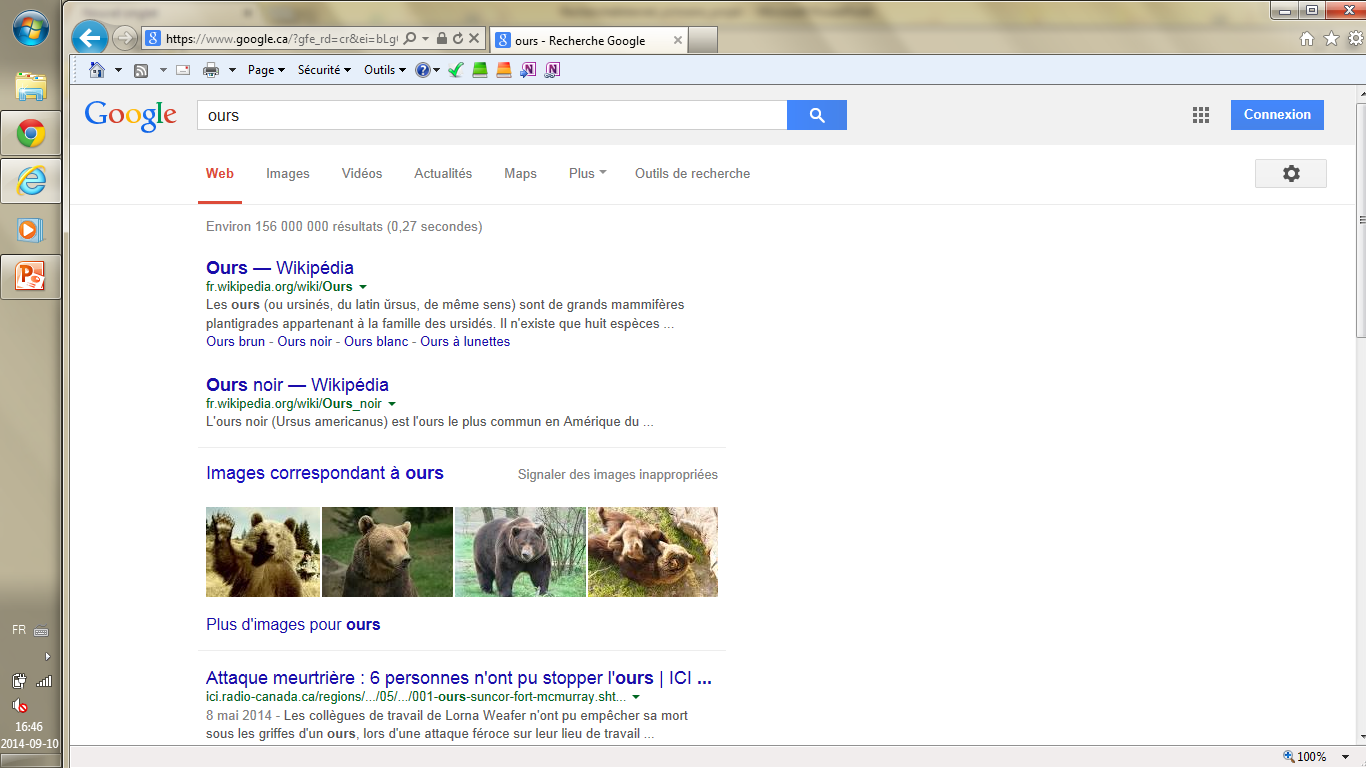 https://www.google.ca/?gfe_rd=cr&ei=bLg
ours - Recherche Google
Page
Sécurité
Outils
Google
ours
Connexion
Web
Images
Vidéos
Actualités
Maps
Plus
Outils de recherche
Environ 156 000 000 résultats (0,27 secondes)
Ours — Wikipédia
fr.wikipedia.org/wiki/Ours
Les ours (ou ursinés, du latin ŭrsus, de même sens) sont de grands mammifères
plantigrades appartenant à la famille des ursidés. Il n'existe que huit espèces ...
Ours brun - Ours noir - Ours blanc - Ours à lunettes
Ours noir — Wikipédia
fr.wikipedia.org/wiki/Ours_noir
L'ours noir (Ursus americanus) est l'ours le plus commun en Amérique du ...
Images correspondant à ours
Signaler des images inappropriées
Plus d'images pour ours
Attaque meurtrière : 6 personnes n'ont pu stopper l'ours | ICI ...
ici.radio-canada.ca/regions/.../05/.../001-ours-suncor-fort-mcmurray.sht...
8 mai 2014 - Les collègues de travail de Lorna Weafer n'ont pu empêcher sa mort
sous les griffes d'un ours, lors d'une attaque féroce sur leur lieu de travail ...
FR
16:46
2014-09-10
100%